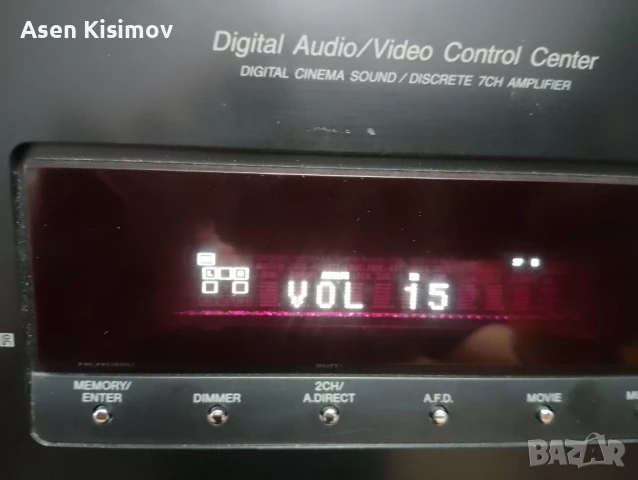 Asen Kisimov
Digital Audio/Video Control Center
DIGITAL CINEMA SOUND / DISCRETE 7CH AMPLIFIER
VOL 15
MEMORY/
ENTER
DIMMER
2CH/
A.DIRECT
A.F.D.
MOVIE
BAZAR